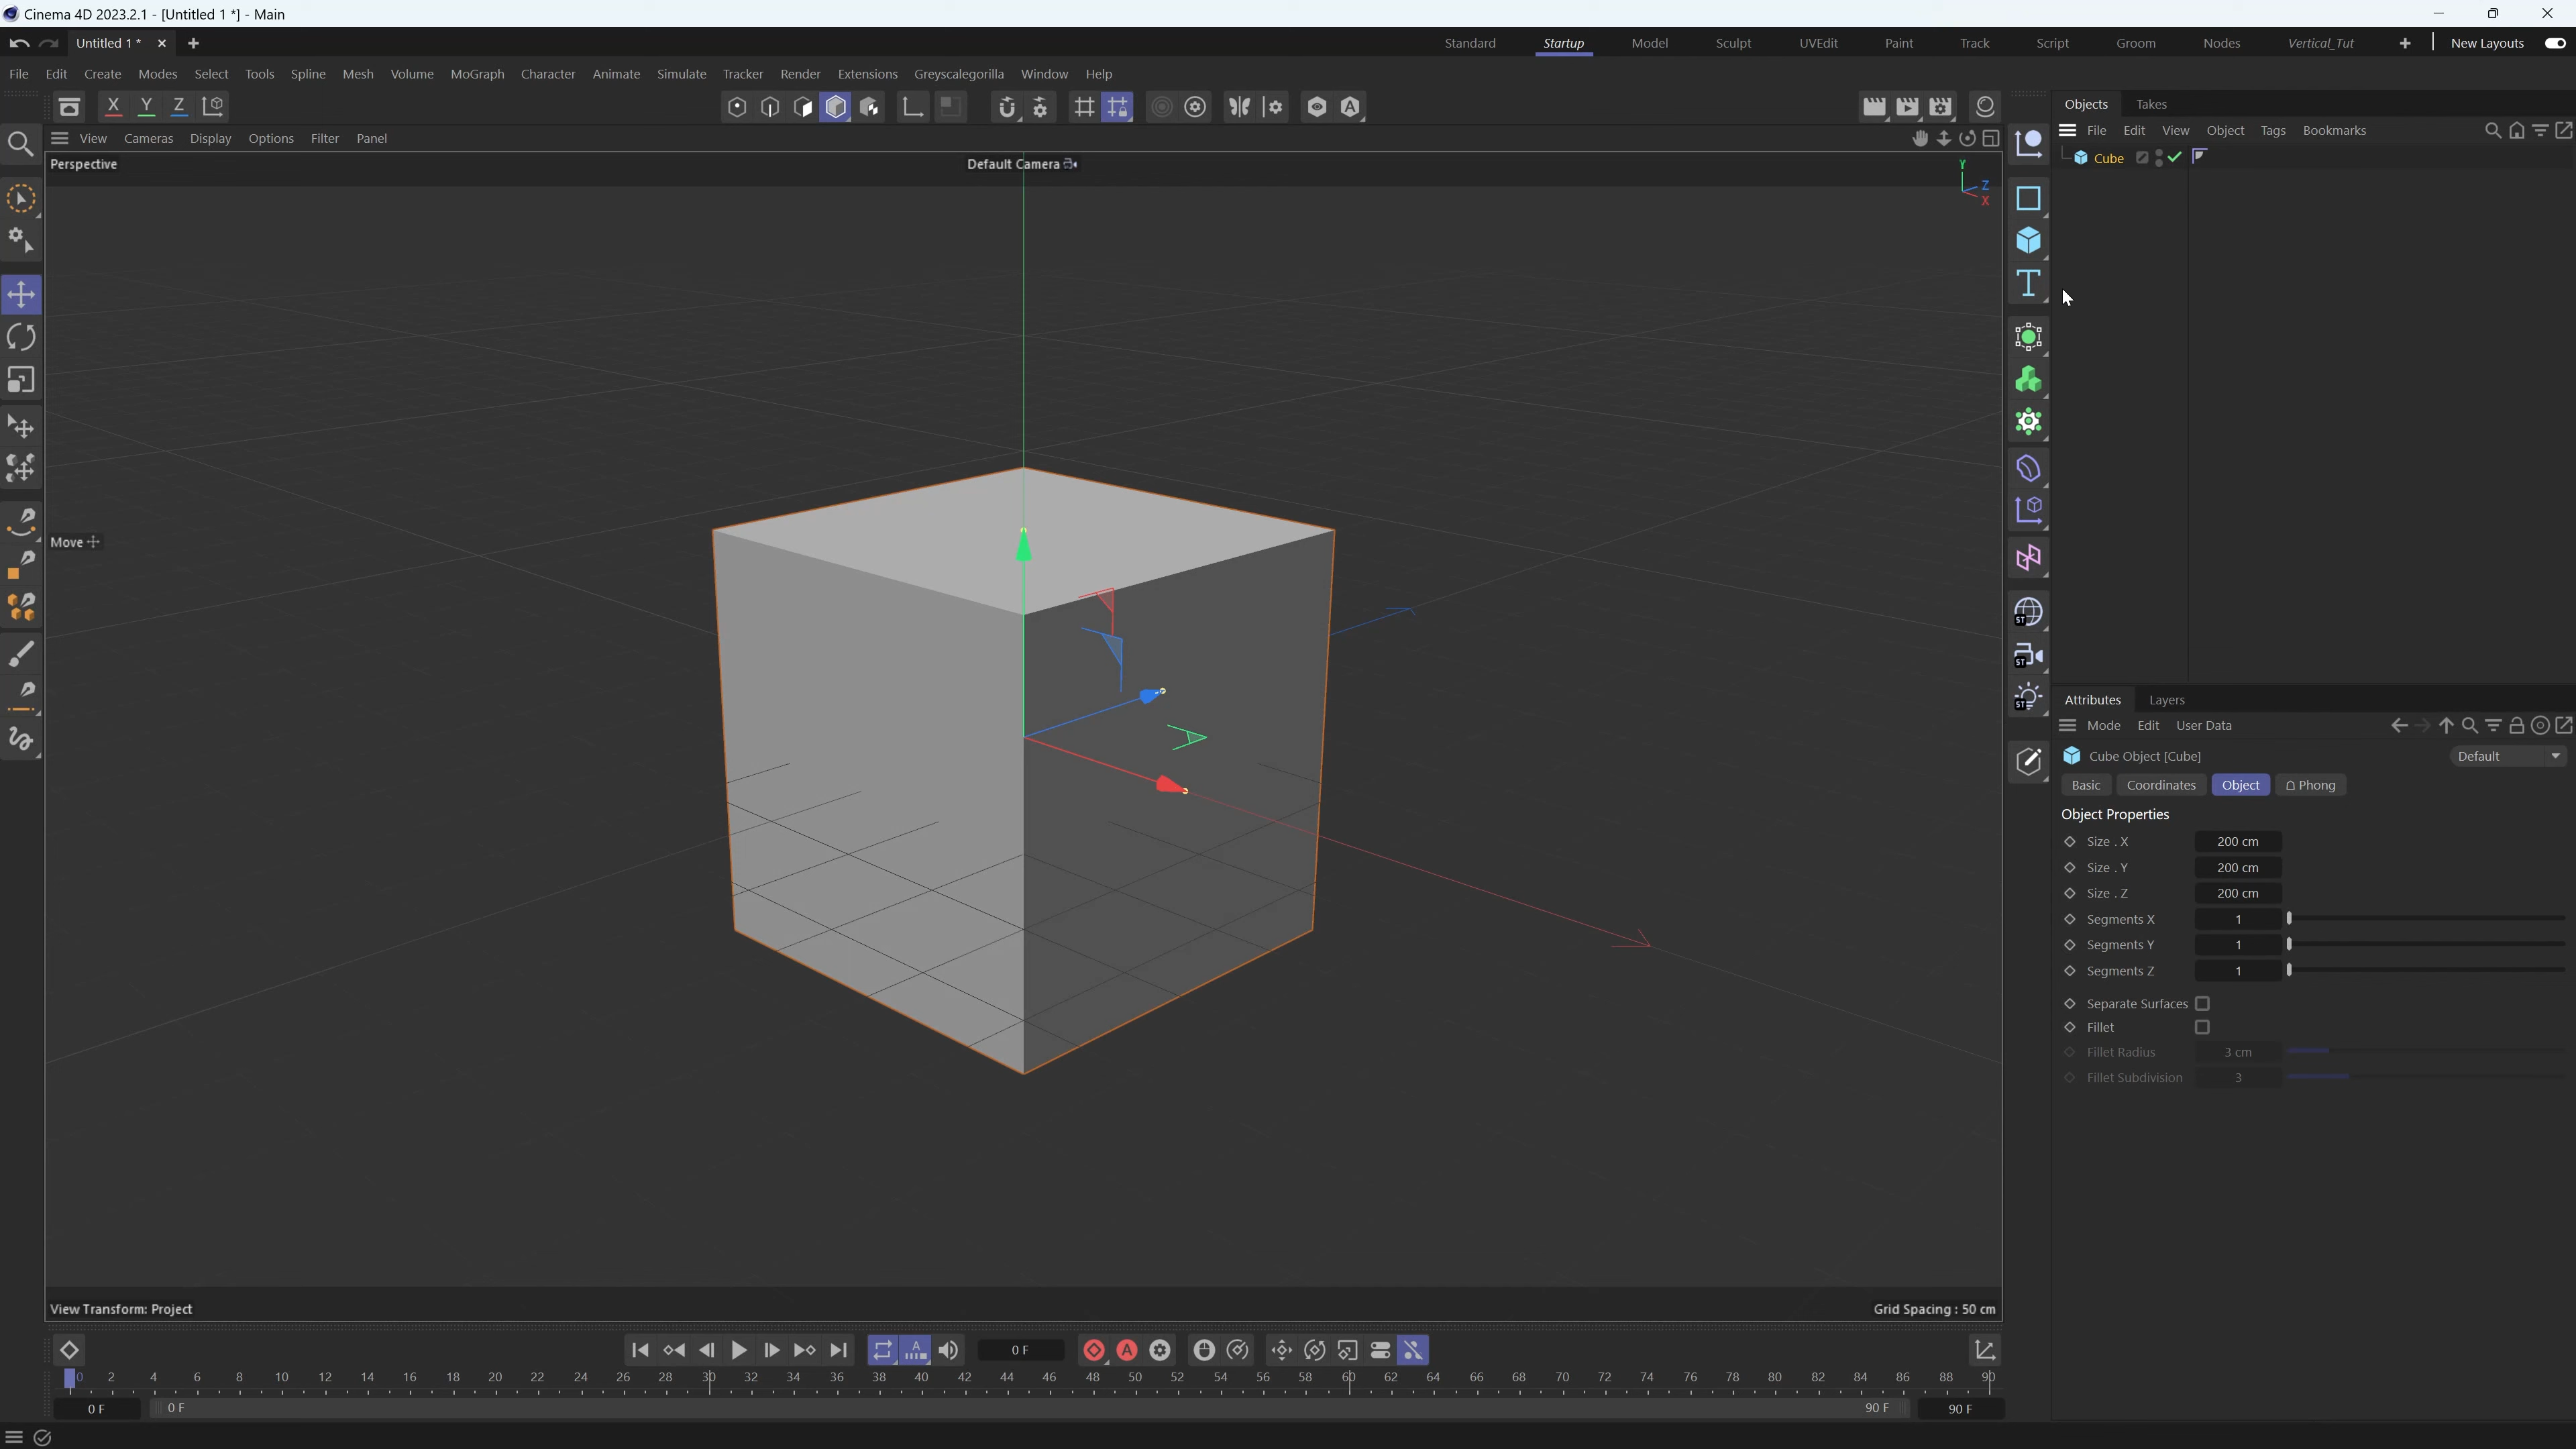 Cinema 4D 2023.2.1 - [Untitled 1 *] - Main
Untitled 1 * Standard Startup Model Sculpt UVEdit Paint Track Script Groom Nodes Vertical_Tut New Layouts
File Edit Create Modes Select Tools Spline Mesh Volume MoGraph Character Animate Simulate Tracker Render Extensions Greyscalegorilla Window Help
X Y Z
Objects Takes
View Cameras Display Options Filter Panel
File Edit View Object Tags Bookmarks
Perspective
Default Camera
Cube
Y
Z
X
Move
ST
ST
ST
Attributes Layers
Mode Edit User Data
Cube Object [Cube] Default
Basic Coordinates Object Phong
Object Properties
Size . X 200 cm
Size . Y 200 cm
Size . Z 200 cm
Segments X 1
Segments Y 1
Segments Z 1
Separate Surfaces
Fillet
Fillet Radius 3 cm
Fillet Subdivision 3
View Transform: Project
Grid Spacing : 50 cm
0 F
0 2 4 6 8 10 12 14 16 18 20 22 24 26 28 30 32 34 36 38 40 42 44 46 48 50 52 54 56 58 60 62 64 66 68 70 72 74 76 78 80 82 84 86 88 90
0 F 0 F 90 F 90 F